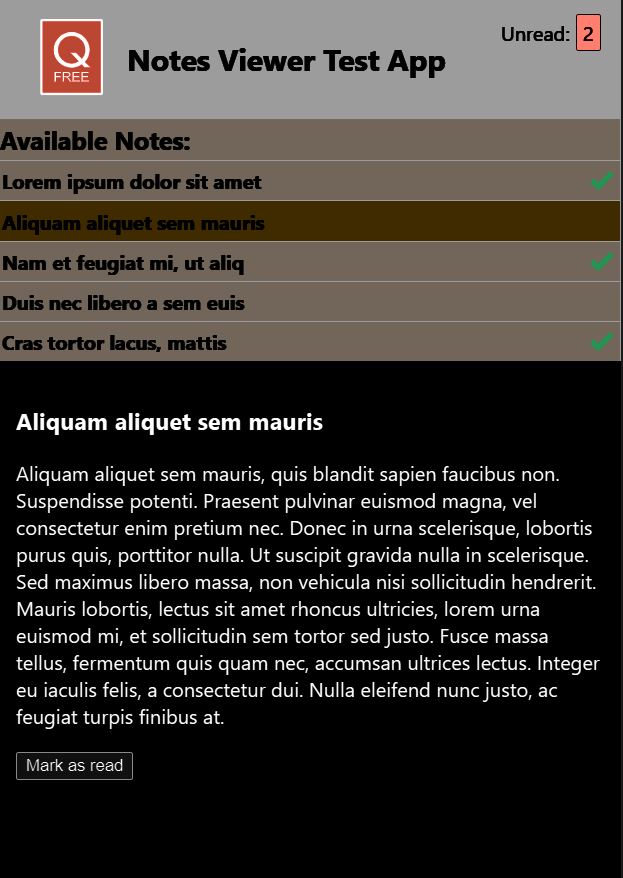 Q
FREE
Notes Viewer Test App
Unread: 2
Available Notes:
Lorem ipsum dolor sit amet
Aliquam aliquet sem mauris
Nam et feugiat mi, ut aliq
Duis nec libero a sem euis
Cras tortor lacus, mattis
Aliquam aliquet sem mauris
Aliquam aliquet sem mauris, quis blandit sapien faucibus non.
Suspendisse potenti. Praesent pulvinar euismod magna, vel
consectetur enim pretium nec. Donec in urna scelerisque, lobortis
purus quis, porttitor nulla. Ut suscipit gravida nulla in scelerisque.
Sed maximus libero massa, non vehicula nisi sollicitudin hendrerit.
Mauris lobortis, lectus sit amet rhoncus ultricies, lorem urna
euismod mi, et sollicitudin sem tortor sed justo. Fusce massa
tellus, fermentum quis quam nec, accumsan ultrices lectus. Integer
eu iaculis felis, a consectetur dui. Nulla eleifend nunc justo, ac
feugiat turpis finibus at.
Mark as read